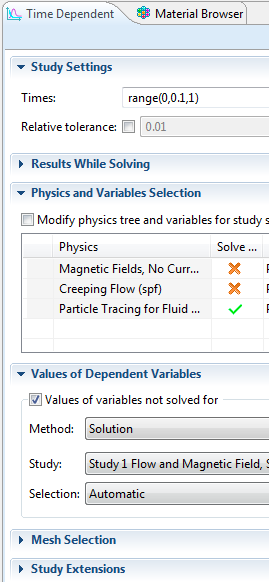 Time Dependent Material Browser
Study Settings
Times: range(0,0.1,1)
Relative tolerance: 0.01
Results While Solving
Physics and Variables Selection
Modify physics tree and variables for study s
Physics Solve ...
Magnetic Fields, No Curr...
Creeping Flow (spf)
Particle Tracing for Fluid ...
Values of Dependent Variables
Values of variables not solved for
Method: Solution
Study: Study 1 Flow and Magnetic Field, S
Selection: Automatic
Mesh Selection
Study Extensions